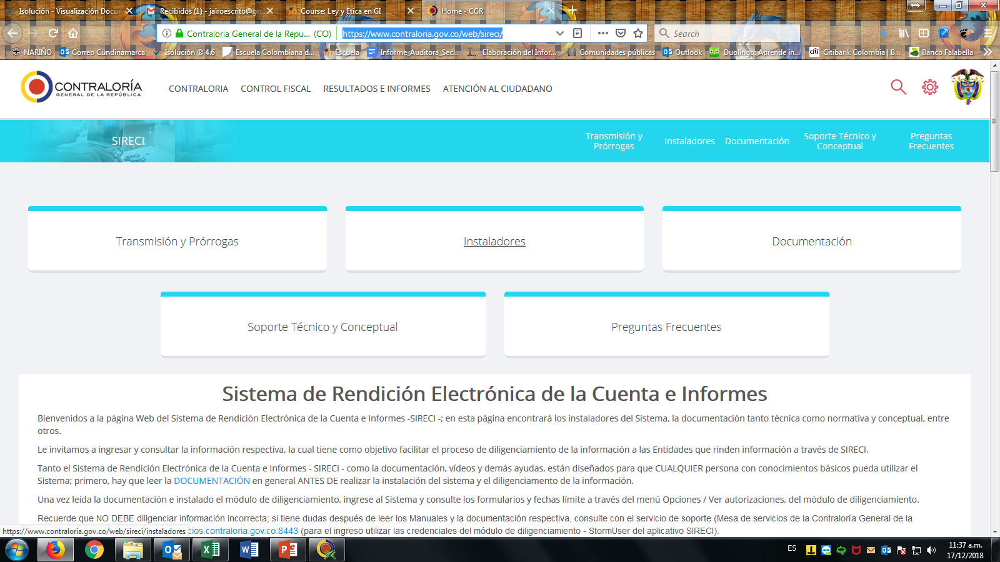 Isolución - Visualización Docu
Recibidos (1) - jairoescrito@gn
Course: Ley y Etica en GI
Home - CGR
Contraloria General de la Repu... (CO)
https://www.contraloria.gov.co/web/sireci/
Search
NARIÑO
Correo Cundinamarca
Isolución ® 4.6
Escuela Colombiana d...
Escuela
Informe_Auditora_Sec...
Elaboración del Infor...
Comunidades públicas
Outlook
Duolingo: Aprende in...
Citibank Colombia | B...
Banco Falabella
CONTRALORÍA
GENERAL DE LA REPÚBLICA
CONTRALORIA
CONTROL FISCAL
RESULTADOS E INFORMES
ATENCIÓN AL CIUDADANO
SIRECI
Transmisión y
Prórrogas
Instaladores
Documentación
Soporte Técnico y
Conceptual
Preguntas
Frecuentes
Transmisión y Prórrogas
Instaladores
Documentación
Soporte Técnico y Conceptual
Preguntas Frecuentes
Sistema de Rendición Electrónica de la Cuenta e Informes
Bienvenidos a la página Web del Sistema de Rendición Electrónica de la Cuenta e Informes -SIRECI -; en esta página encontrará los instaladores del Sistema, la documentación tanto técnica como normativa y conceptual, entre
otros.
Le invitamos a ingresar y consultar la información respectiva, la cual tiene como objetivo facilitar el proceso de diligenciamiento de la información a las Entidades que rinden información a través de SIRECI.
Tanto el Sistema de Rendición Electrónica de la Cuenta e Informes - SIRECI - como la documentación, vídeos y demás ayudas, están diseñados para que CUALQUIER persona con conocimientos básicos pueda utilizar el
Sistema; primero, hay que leer la DOCUMENTACIÓN en general ANTES DE realizar la instalación del sistema y el diligenciamento de la información.
Una vez leída la documentación e instalado el módulo de diligenciamiento, ingrese al Sistema y consulte los formularios y fechas límite a través del menú Opciones / Ver autorizaciones, del módulo de diligenciamiento.
Recuerde que NO DEBE diligenciar información incorrecta; si tiene dudas después de leer los Manuales y la documentación respectiva, consulte con el servicio de soporte (Mesa de servicios de la Contraloría General de la
https://www.contraloria.gov.co/web/sireci/instaladores
cios.contraloria.gov.co:8443 (para el ingreso utilizar las credenciales del módulo de diligenciamiento - StormUser del aplicativo SIRECI).
ES
11:37 a.m.
17/12/2018